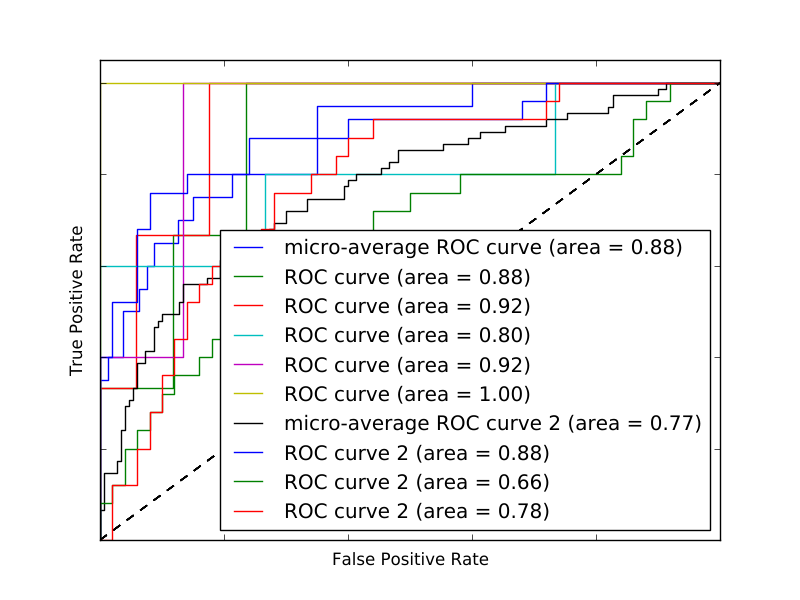 True Positive Rate
micro-average ROC curve (area = 0.88)
ROC curve (area = 0.88)
ROC curve (area = 0.92)
ROC curve (area = 0.80)
ROC curve (area = 0.92)
ROC curve (area = 1.00)
micro-average ROC curve 2 (area = 0.77)
ROC curve 2 (area = 0.88)
ROC curve 2 (area = 0.66)
ROC curve 2 (area = 0.78)
False Positive Rate